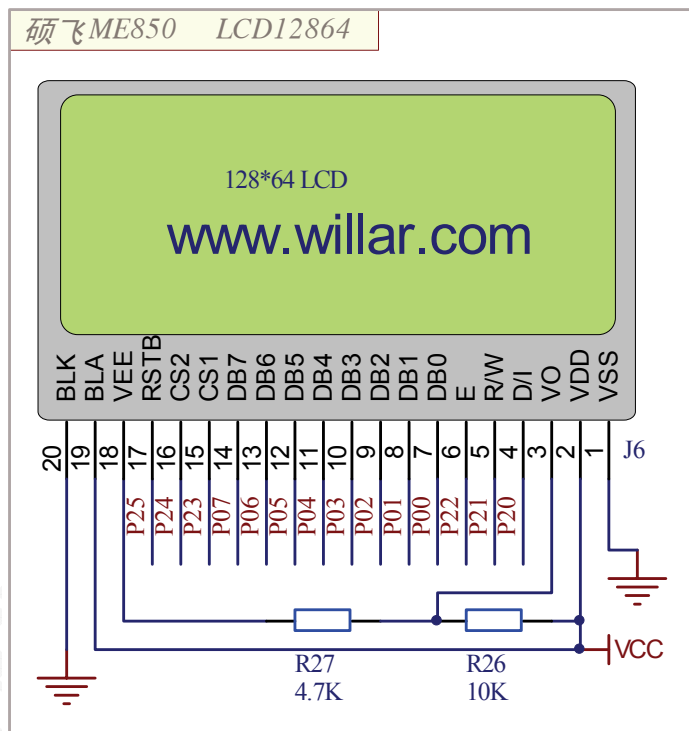 硕飞ME850 LCD12864
128*64 LCD
www.willar.com
BLK BLA VEE RSTB CS2 CS1 DB7 DB6 DB5 DB4 DB3 DB2 DB1 DB0 E R/W D/I VO VDD VSS
20 19 18 17 16 15 14 13 12 11 10 9 8 7 6 5 4 3 2 1 J6
P25 P24 P23 P07 P06 P05 P04 P03 P02 P01 P00 P22 P21 P20
VCC
R27 R26
4.7K 10K